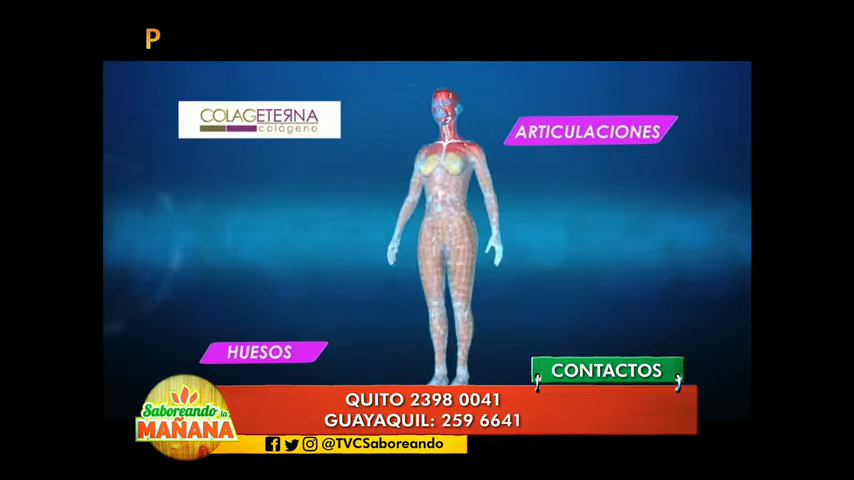 P
COLAGETERNA
colágeno
ARTICULACIONES
HUESOS
CONTACTOS
QUITO 2398 0041
GUAYAQUIL: 259 6641
Saboreando la
MAÑANA
@TVCSaboreando